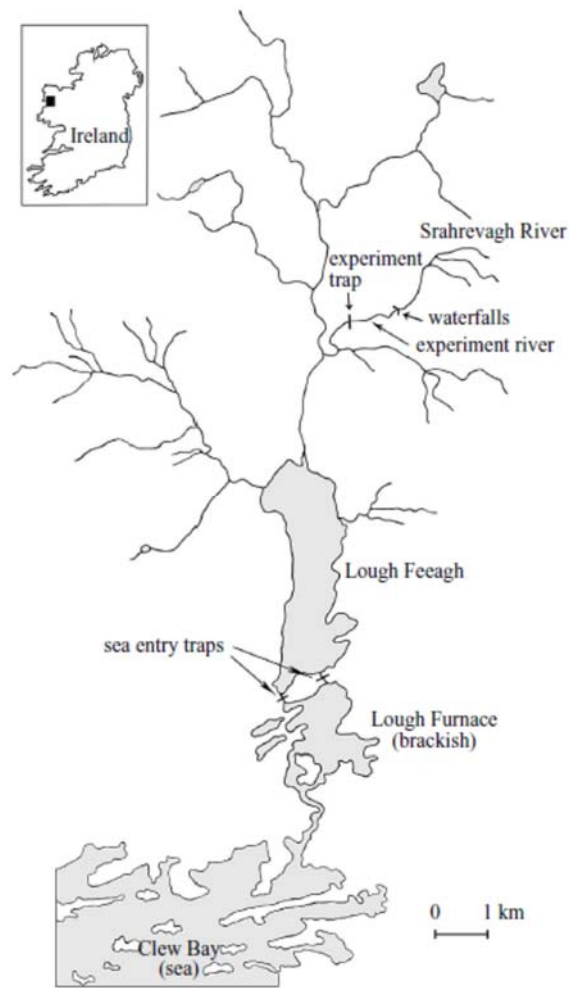 Ireland
Srahrevagh River
experiment
trap
waterfalls
experiment river
Lough Feeagh
sea entry traps
Lough Furnace
(brackish)
0 1 km
Clew Bay
(sea)